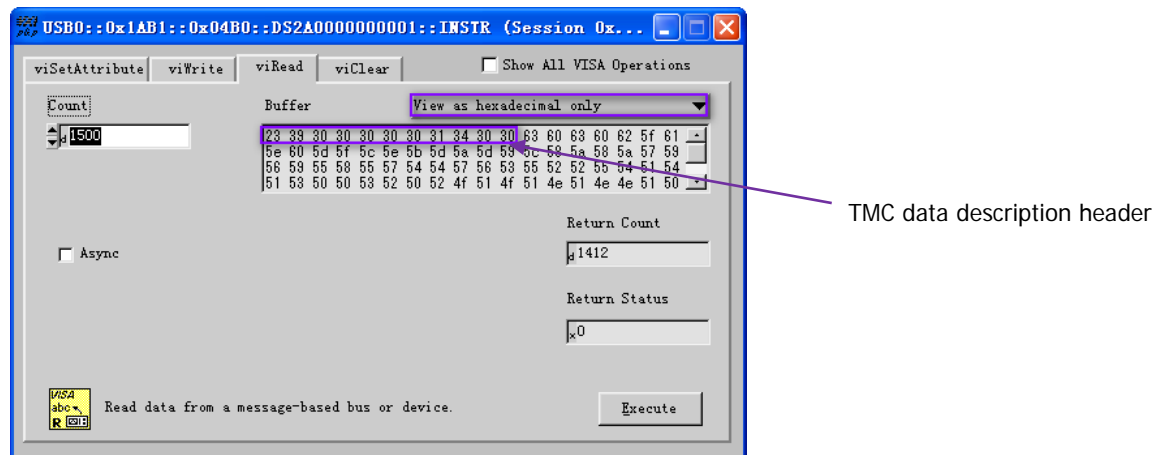 USB0::0x1AB1::0x04B0::DS2A0000000001::INSTR (Session 0x...
viSetAttribute viWrite viRead viClear Show All VISA Operations
Count Buffer View as hexadecimal only
d 1500
23 39 30 30 30 30 30 31 34 30 30 63 60 63 60 62 5f 61
5e 60 5d 5f 5c 5e 5b 5d 5a 5d 59 5c 58 5a 58 5a 57 59
56 59 55 58 55 57 54 54 57 56 53 55 52 52 55 54 51 54
51 53 50 50 53 52 50 52 4f 51 4f 51 4e 51 4e 4e 51 50
TMC data description header
Return Count
Async
d 1412
Return Status
x 0
VISA
abc
R
Read data from a message-based bus or device.
Execute